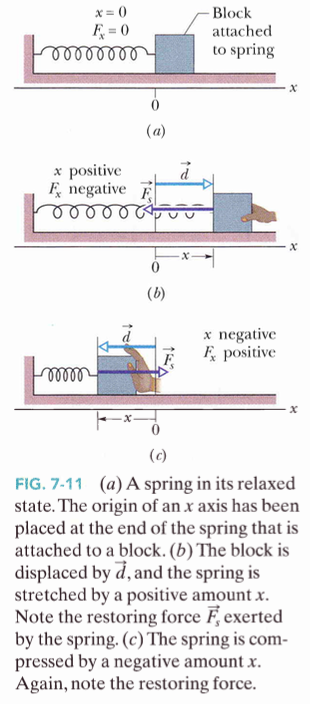 x = 0
Fx = 0
Block
attached
to spring
x
0
(a)
x positive
Fx negative
d
Fs
x
x
0
(b)
d
x negative
Fx positive
Fs
x
x
0
(c)
FIG. 7-11 (a) A spring in its relaxed
state. The origin of an x axis has been
placed at the end of the spring that is
attached to a block. (b) The block is
displaced by d⃗, and the spring is
stretched by a positive amount x.
Note the restoring force F⃗s exerted
by the spring. (c) The spring is com-
pressed by a negative amount x.
Again, note the restoring force.